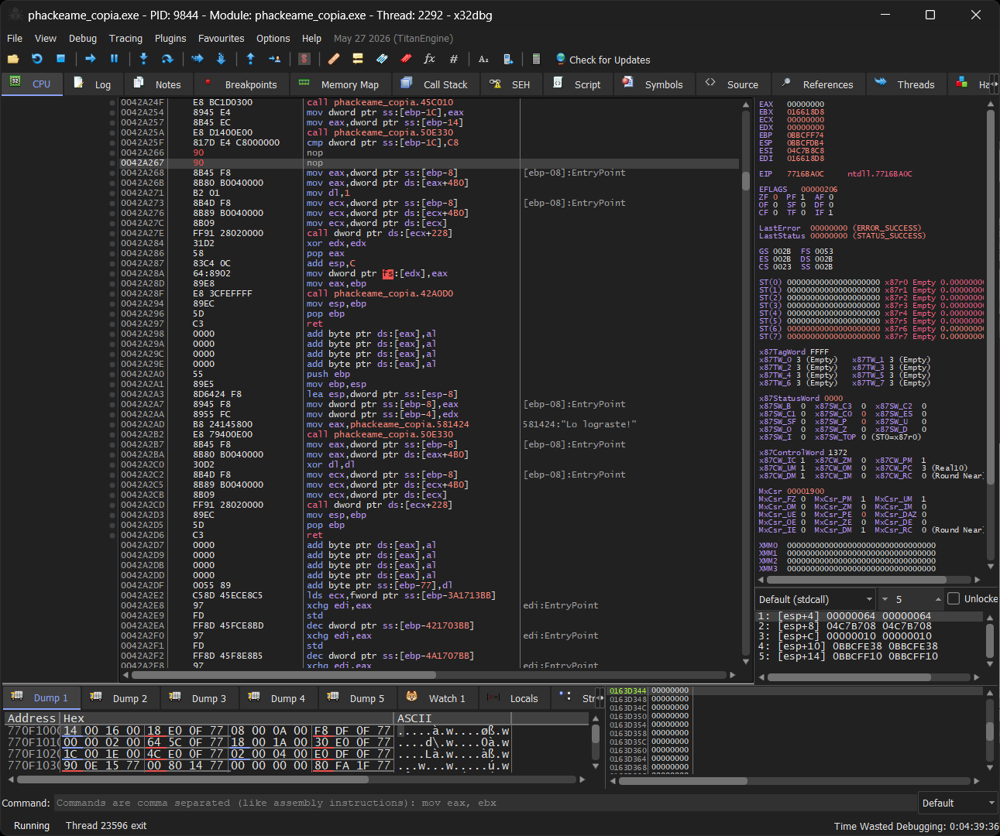 phackeame_copia.exe - PID: 9844 - Module: phackeame_copia.exe - Thread: 2292 - x32dbg
File View Debug Tracing Plugins Favourites Options Help May 27 2026 (TitanEngine)
Check for Updates
CPU Log Notes Breakpoints Memory Map Call Stack SEH Script Symbols Source References Threads
0042A24F E8 BC1D0300 call phackeame_copia.45C010
0042A254 8945 E4 mov dword ptr ss:[ebp-1C],eax
0042A257 8B45 EC mov eax,dword ptr ss:[ebp-14]
0042A25A E8 D1400E00 call phackeame_copia.50E330
0042A25F 817D E4 C8000000 cmp dword ptr ss:[ebp-1C],C8
0042A266 90 nop
0042A267 90 nop
0042A268 8B45 F8 mov eax,dword ptr ss:[ebp-8] [ebp-08]:EntryPoint
0042A26B 8B80 B0040000 mov eax,dword ptr ds:[eax+4B0]
0042A271 B2 01 mov dl,1
0042A273 8B4D F8 mov ecx,dword ptr ss:[ebp-8] [ebp-08]:EntryPoint
0042A276 8B89 B0040000 mov ecx,dword ptr ds:[ecx+4B0]
0042A27C 8B09 mov ecx,dword ptr ds:[ecx]
0042A27E FF91 28020000 call dword ptr ds:[ecx+228]
0042A284 31D2 xor edx,edx
0042A286 58 pop eax
0042A287 83C4 0C add esp,C
0042A28A 64:8902 mov dword ptr fs:[edx],eax
0042A28D 89E8 mov eax,ebp
0042A28F E8 3CFEFFFF call phackeame_copia.42A0D0
0042A294 89EC mov esp,ebp
0042A296 5D pop ebp
0042A297 C3 ret
0042A298 0000 add byte ptr ds:[eax],al
0042A29A 0000 add byte ptr ds:[eax],al
0042A29C 0000 add byte ptr ds:[eax],al
0042A29E 0000 add byte ptr ds:[eax],al
0042A2A0 55 push ebp
0042A2A1 89E5 mov ebp,esp
0042A2A3 8D6424 F8 lea esp,dword ptr ss:[esp-8]
0042A2A7 8945 F8 mov dword ptr ss:[ebp-8],eax [ebp-08]:EntryPoint
0042A2AA 8955 FC mov dword ptr ss:[ebp-4],edx
0042A2AD B8 24145800 mov eax,phackeame_copia.581424 581424:"Lo lograste!"
0042A2B2 E8 79400E00 call phackeame_copia.50E330
0042A2B7 8B45 F8 mov eax,dword ptr ss:[ebp-8] [ebp-08]:EntryPoint
0042A2BA 8B80 B0040000 mov eax,dword ptr ds:[eax+4B0]
0042A2C0 30D2 xor dl,dl
0042A2C2 8B4D F8 mov ecx,dword ptr ss:[ebp-8] [ebp-08]:EntryPoint
0042A2C5 8B89 B0040000 mov ecx,dword ptr ds:[ecx+4B0]
0042A2CB 8B09 mov ecx,dword ptr ds:[ecx]
0042A2CD FF91 28020000 call dword ptr ds:[ecx+228]
0042A2D3 89EC mov esp,ebp
0042A2D5 5D pop ebp
0042A2D6 C3 ret
0042A2D7 0000 add byte ptr ds:[eax],al
0042A2D9 0000 add byte ptr ds:[eax],al
0042A2DB 0000 add byte ptr ds:[eax],al
0042A2DD 0000 add byte ptr ds:[eax],al
0042A2DF 0055 89 add byte ptr ss:[ebp-77],dl
0042A2E2 C58D 45ECE8C5 lds ecx,fword ptr ss:[ebp-3A1713BB]
0042A2E8 97 xchg edi,eax edi:EntryPoint
0042A2E9 FD std
0042A2EA FF8D 45FCE8BD dec dword ptr ss:[ebp-421703BB]
0042A2F0 97 xchg edi,eax edi:EntryPoint
0042A2F1 FD std
0042A2F2 FF8D 45F8E8B5 dec dword ptr ss:[ebp-4A1707BB]
0042A2F8 97 xchg edi,eax edi:EntryPoint
EAX 00000000
EBX 016618D8
ECX 00000000
EDX 00000000
EBP 0BBCFF74
ESP 0BBCFDB4
ESI 04C7B8C8
EDI 016618D8
EIP 7716BA0C ntdll.7716BA0C
EFLAGS 00000206
ZF 0 PF 1 AF 0
OF 0 SF 0 DF 0
CF 0 TF 0 IF 1
LastError 00000000 (ERROR_SUCCESS)
LastStatus 00000000 (STATUS_SUCCESS)
GS 002B FS 0053
ES 002B DS 002B
CS 0023 SS 002B
ST(0) 00000000000000000000 x87r0 Empty 0.0000000
ST(1) 00000000000000000000 x87r1 Empty 0.0000000
ST(2) 00000000000000000000 x87r2 Empty 0.0000000
ST(3) 00000000000000000000 x87r3 Empty 0.0000000
ST(4) 00000000000000000000 x87r4 Empty 0.0000000
ST(5) 00000000000000000000 x87r5 Empty 0.0000000
ST(6) 00000000000000000000 x87r6 Empty 0.0000000
ST(7) 00000000000000000000 x87r7 Empty 0.0000000
x87TagWord FFFF
x87TW_0 3 (Empty) x87TW_1 3 (Empty)
x87TW_2 3 (Empty) x87TW_3 3 (Empty)
x87TW_4 3 (Empty) x87TW_5 3 (Empty)
x87TW_6 3 (Empty) x87TW_7 3 (Empty)
x87StatusWord 0000
x87SW_B 0 x87SW_C3 0 x87SW_C2 0
x87SW_C1 0 x87SW_C0 0 x87SW_ES 0
x87SW_SF 0 x87SW_P 0 x87SW_U 0
x87SW_O 0 x87SW_Z 0 x87SW_D 0
x87SW_I 0 x87SW_TOP 0 (ST0=x87r0)
x87ControlWord 1372
x87CW_IC 1 x87CW_ZM 0 x87CW_PM 1
x87CW_UM 1 x87CW_OM 0 x87CW_PC 3 (Real10)
x87CW_DM 1 x87CW_IM 0 x87CW_RC 0 (Round Near
MxCsr 00001900
MxCsr_FZ 0 MxCsr_PM 1 MxCsr_UM 1
MxCsr_OM 0 MxCsr_ZM 0 MxCsr_IM 0
MxCsr_UE 0 MxCsr_PE 0 MxCsr_DAZ 0
MxCsr_OE 0 MxCsr_ZE 0 MxCsr_DE 0
MxCsr_IE 0 MxCsr_DM 1 MxCsr_RC 0 (Round Near
XMM0 00000000000000000000000000000000
XMM1 00000000000000000000000000000000
XMM2 00000000000000000000000000000000
XMM3 00000000000000000000000000000000
Default (stdcall) 5 Unlocke
1: [esp+4] 00000064 00000064
2: [esp+8] 04C7B708 04C7B708
3: [esp+C] 00000010 00000010
4: [esp+10] 0BBCFE38 0BBCFE38
5: [esp+14] 0BBCFF10 0BBCFF10
Dump 1 Dump 2 Dump 3 Dump 4 Dump 5 Watch 1 Locals
Address Hex ASCII
770F1000 14 00 16 00 18 E0 0F 77 08 00 0A 00 F8 DF 0F 77 .....à.w....øß.w
770F1010 00 00 02 00 64 5C 0F 77 18 00 1A 00 30 E0 0F 77 ....d\.w....0à.w
770F1020 1C 00 1E 00 4C E0 0F 77 02 00 04 00 E0 DF 0F 77 ....Là.w....àß.w
770F1030 90 0E 15 77 00 80 14 77 00 00 00 00 80 FA 1F 77 ...w...w.....ú.w
0163D344 00000000
0163D348 00000000
0163D34C 00000000
0163D350 00000000
0163D354 00000000
0163D358 00000000
0163D35C 00000000
0163D360 00000000
0163D364 00000000
0163D368 00000000
Command: Commands are comma separated (like assembly instructions): mov eax, ebx Default
Running Thread 23596 exit Time Wasted Debugging: 0:04:39:36